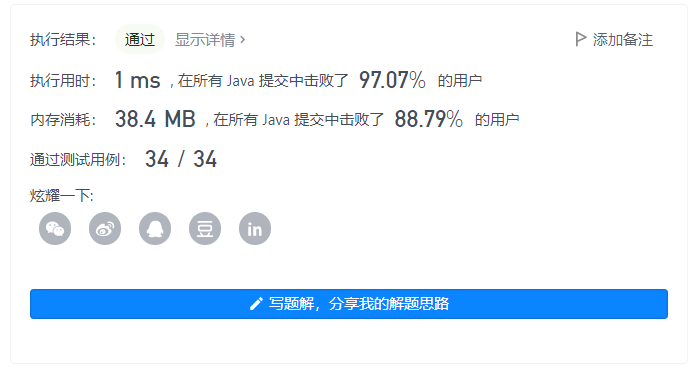 执行结果： 通过 显示详情 > 添加备注
执行用时： 1 ms , 在所有 Java 提交中击败了 97.07% 的用户
内存消耗： 38.4 MB , 在所有 Java 提交中击败了 88.79% 的用户
通过测试用例： 34 / 34
炫耀一下:
豆 in
写题解，分享我的解题思路